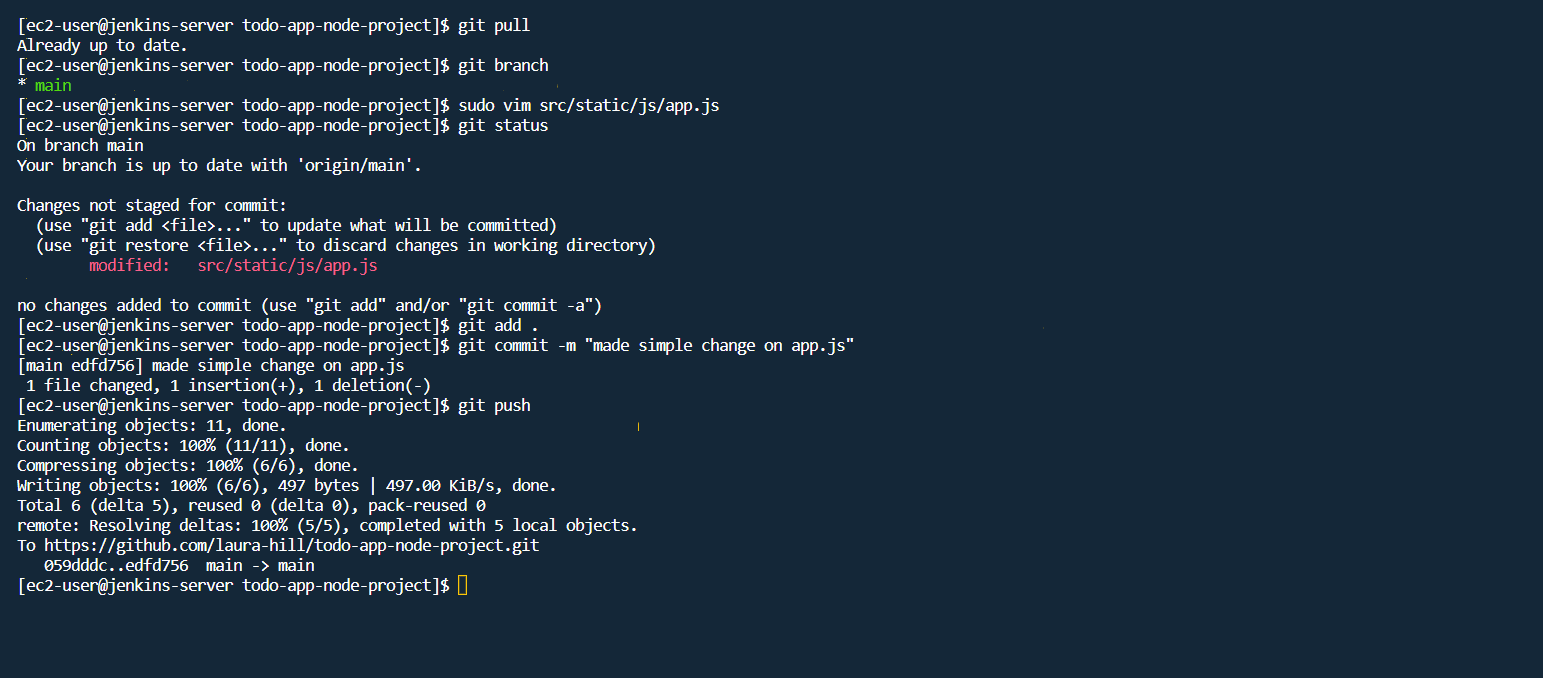 [ec2-user@jenkins-server todo-app-node-project]$ git pull
Already up to date.
[ec2-user@jenkins-server todo-app-node-project]$ git branch
* main
[ec2-user@jenkins-server todo-app-node-project]$ sudo vim src/static/js/app.js
[ec2-user@jenkins-server todo-app-node-project]$ git status
On branch main
Your branch is up to date with 'origin/main'.

Changes not staged for commit:
  (use "git add <file>..." to update what will be committed)
  (use "git restore <file>..." to discard changes in working directory)
        modified:   src/static/js/app.js

no changes added to commit (use "git add" and/or "git commit -a")
[ec2-user@jenkins-server todo-app-node-project]$ git add .
[ec2-user@jenkins-server todo-app-node-project]$ git commit -m "made simple change on app.js"
[main edfd756] made simple change on app.js
 1 file changed, 1 insertion(+), 1 deletion(-)
[ec2-user@jenkins-server todo-app-node-project]$ git push
Enumerating objects: 11, done.
Counting objects: 100% (11/11), done.
Compressing objects: 100% (6/6), done.
Writing objects: 100% (6/6), 497 bytes | 497.00 KiB/s, done.
Total 6 (delta 5), reused 0 (delta 0), pack-reused 0
remote: Resolving deltas: 100% (5/5), completed with 5 local objects.
To https://github.com/laura-hill/todo-app-node-project.git
   059dddc..edfd756  main -> main
[ec2-user@jenkins-server todo-app-node-project]$